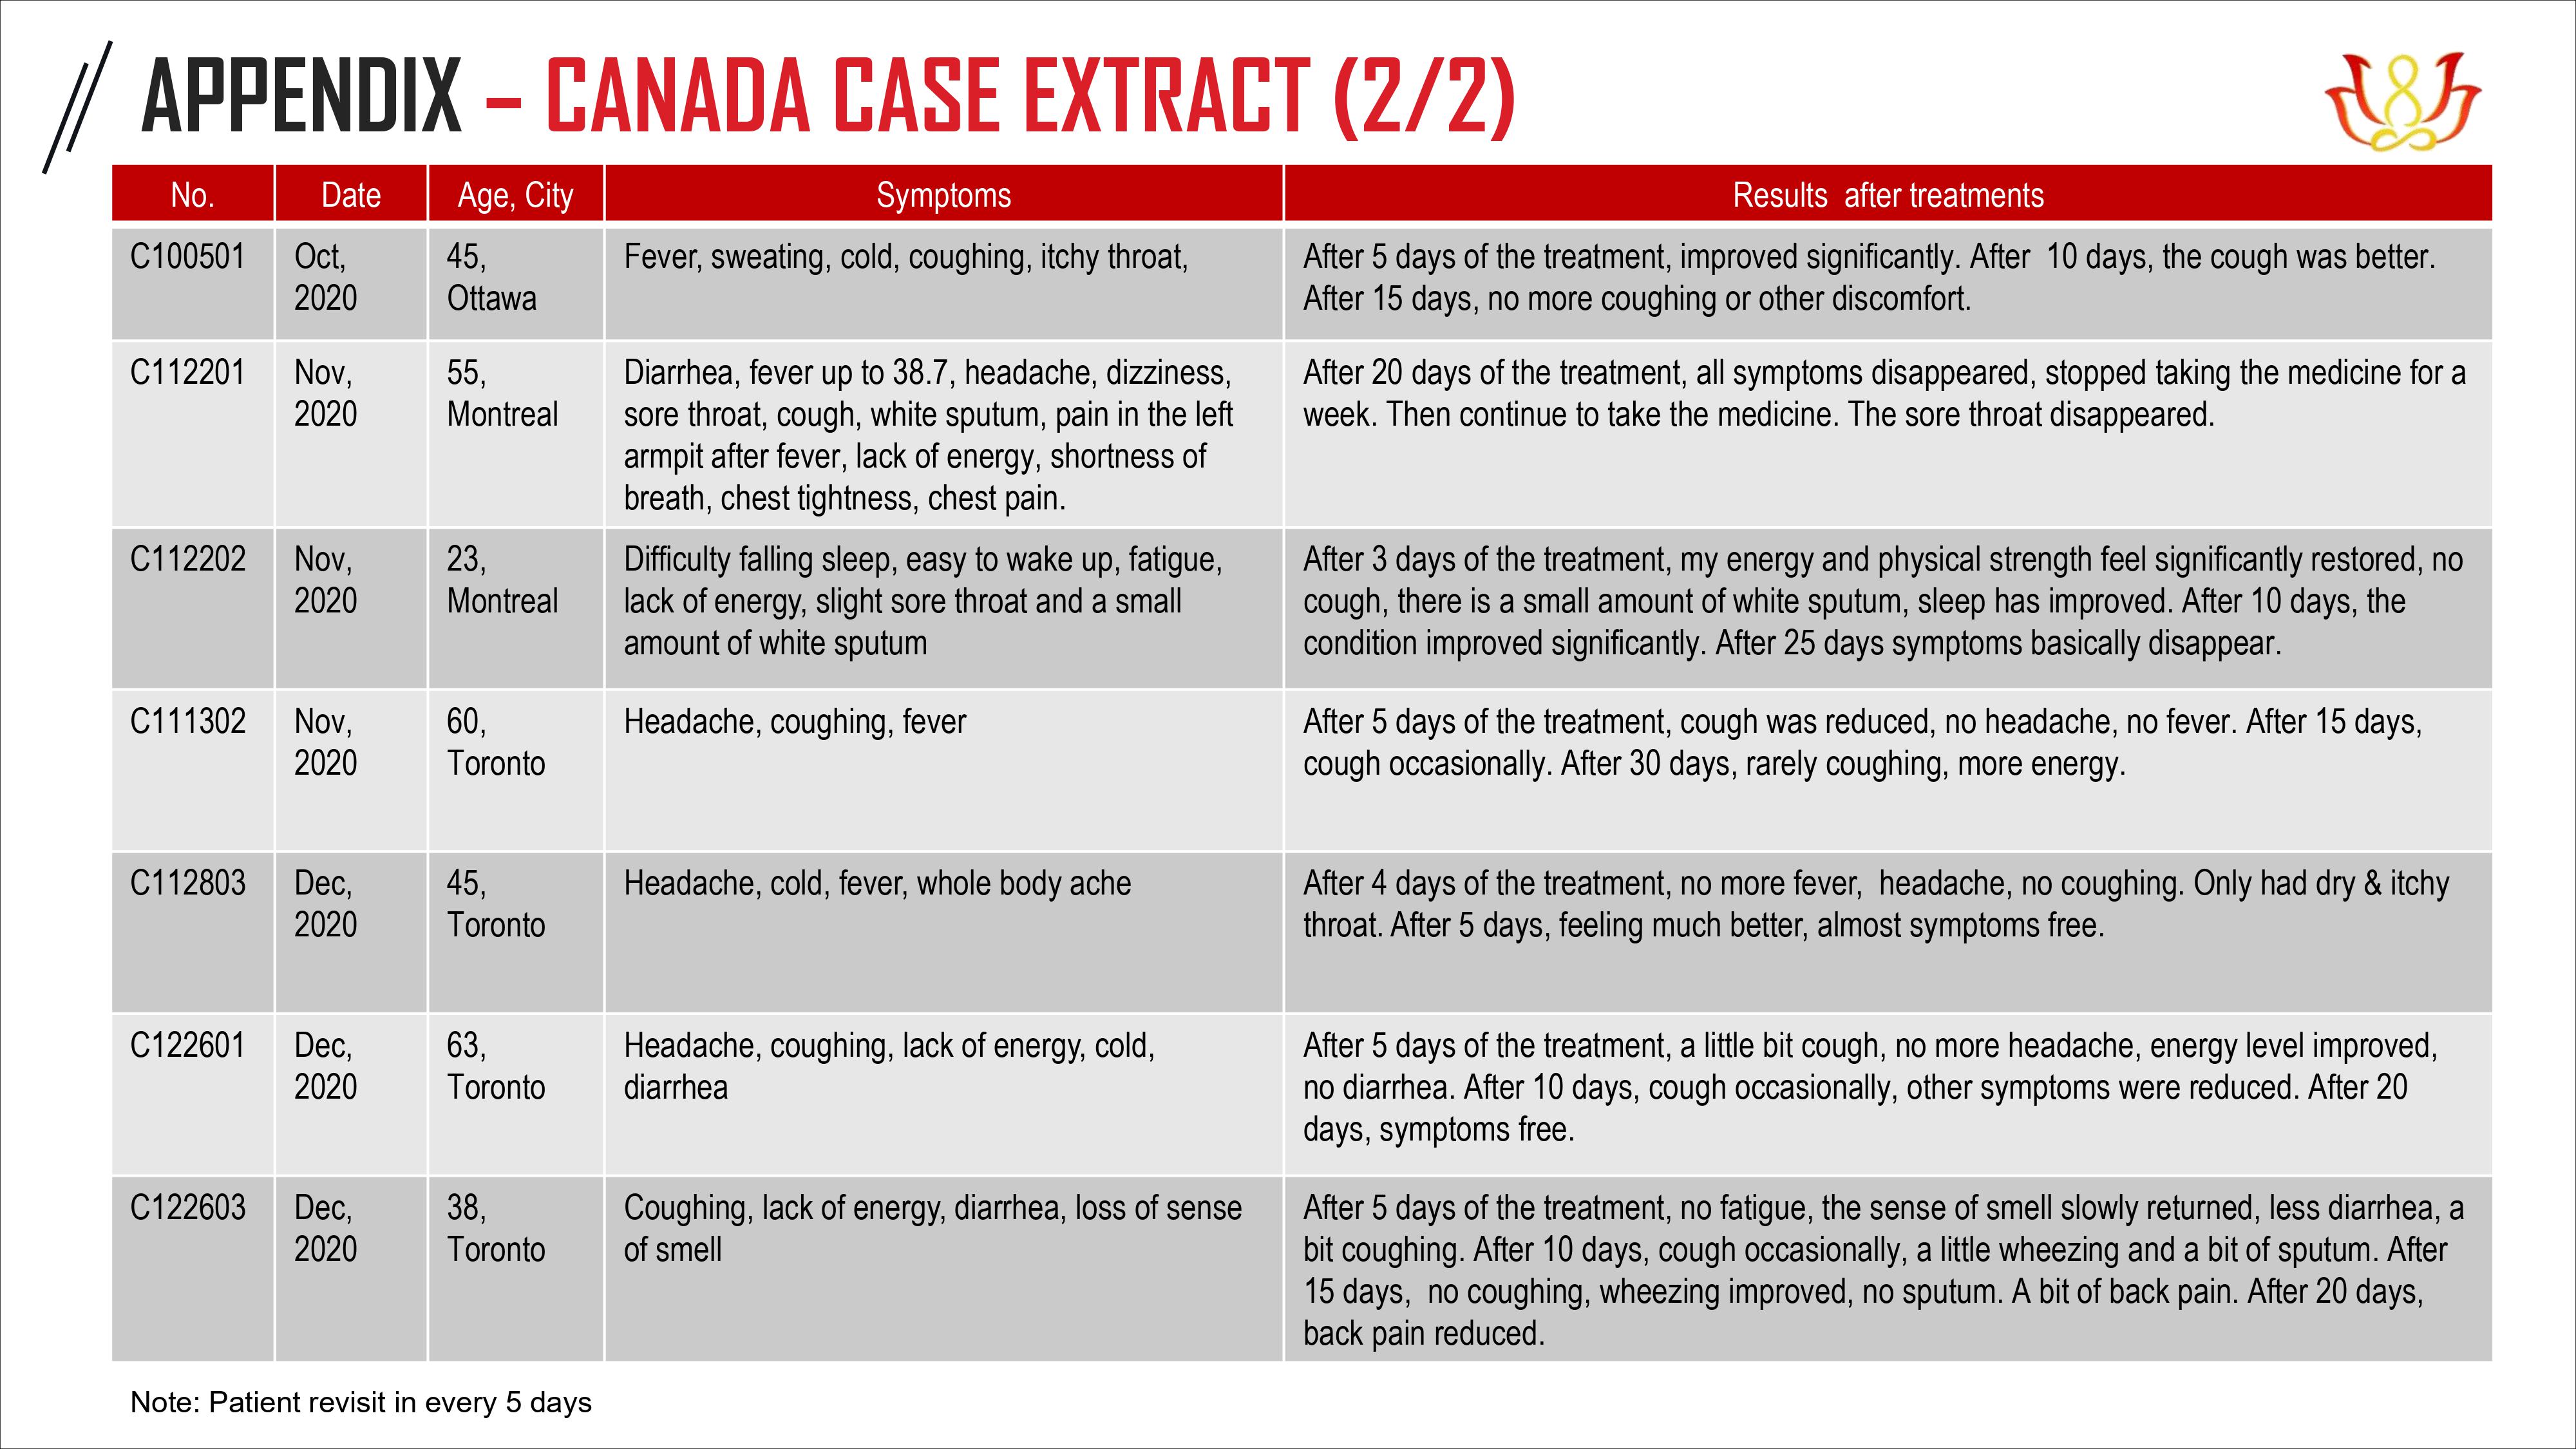 APPENDIX – CANADA CASE EXTRACT (2/2)
No.
Date
Age, City
Symptoms
Results  after treatments
C100501
Oct,
2020
45,
Ottawa
Fever, sweating, cold, coughing, itchy throat,
After 5 days of the treatment, improved significantly. After  10 days, the cough was better.
After 15 days, no more coughing or other discomfort.
C112201
Nov,
2020
55,
Montreal
Diarrhea, fever up to 38.7, headache, dizziness,
sore throat, cough, white sputum, pain in the left
armpit after fever, lack of energy, shortness of
breath, chest tightness, chest pain.
After 20 days of the treatment, all symptoms disappeared, stopped taking the medicine for a
week. Then continue to take the medicine. The sore throat disappeared.
C112202
Nov,
2020
23,
Montreal
Difficulty falling sleep, easy to wake up, fatigue,
lack of energy, slight sore throat and a small
amount of white sputum
After 3 days of the treatment, my energy and physical strength feel significantly restored, no
cough, there is a small amount of white sputum, sleep has improved. After 10 days, the
condition improved significantly. After 25 days symptoms basically disappear.
C111302
Nov,
2020
60,
Toronto
Headache, coughing, fever
After 5 days of the treatment, cough was reduced, no headache, no fever. After 15 days,
cough occasionally. After 30 days, rarely coughing, more energy.
C112803
Dec,
2020
45,
Toronto
Headache, cold, fever, whole body ache
After 4 days of the treatment, no more fever,  headache, no coughing. Only had dry & itchy
throat. After 5 days, feeling much better, almost symptoms free.
C122601
Dec,
2020
63,
Toronto
Headache, coughing, lack of energy, cold,
diarrhea
After 5 days of the treatment, a little bit cough, no more headache, energy level improved,
no diarrhea. After 10 days, cough occasionally, other symptoms were reduced. After 20
days, symptoms free.
C122603
Dec,
2020
38,
Toronto
Coughing, lack of energy, diarrhea, loss of sense
of smell
After 5 days of the treatment, no fatigue, the sense of smell slowly returned, less diarrhea, a
bit coughing. After 10 days, cough occasionally, a little wheezing and a bit of sputum. After
15 days,  no coughing, wheezing improved, no sputum. A bit of back pain. After 20 days,
back pain reduced.
Note: Patient revisit in every 5 days